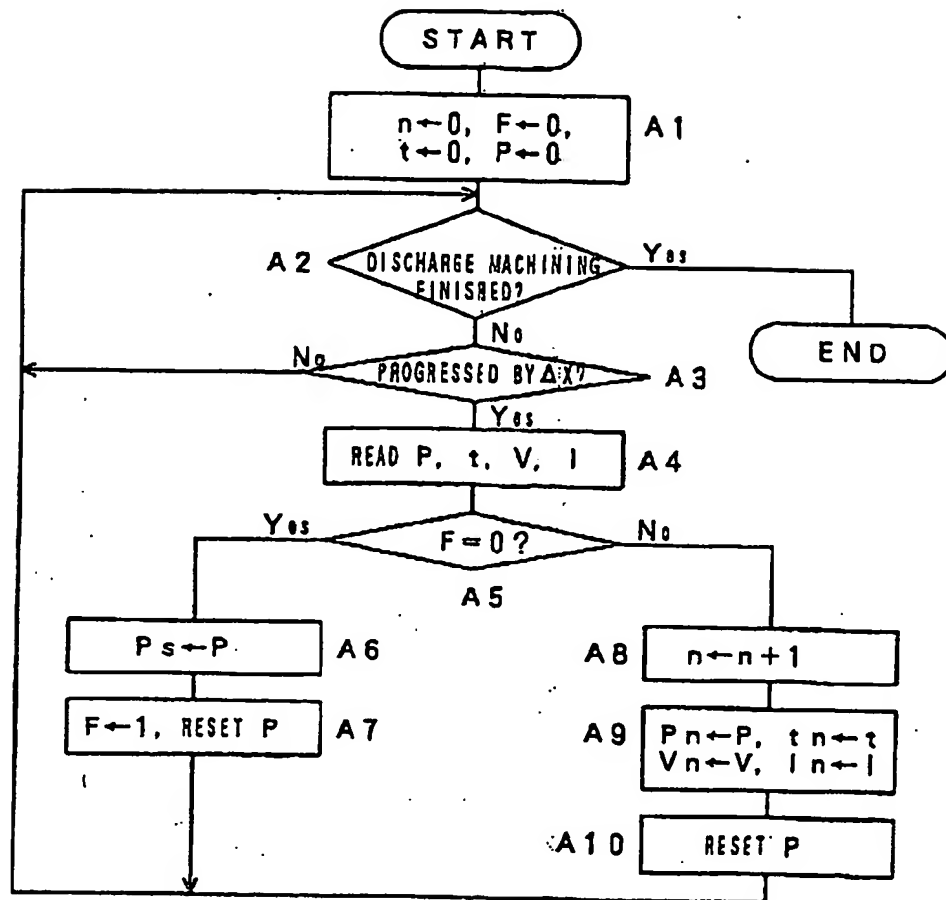 START
n←0, F←0,
t←0, P←0
A1
A2
DISCHARGE MACHINING
FINISHED?
Yes
END
No
No
PROGRESSED BY ΔX?
A3
Yes
READ P, t, V, I
A4
Yes
F=0?
No
A5
Ps←P
A6
F←1, RESET P
A7
A8
n←n+1
A9
Pn←P, tn←t
Vn←V, In←I
A10
RESET P